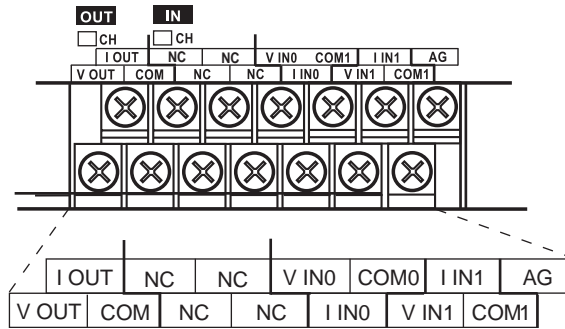 OUT IN
CH CH
I OUT NC NC V IN0 COM1 I IN1 AG
V OUT COM NC NC I IN0 V IN1 COM1
I OUT NC NC V IN0 COM0 I IN1 AG
V OUT COM NC NC I IN0 V IN1 COM1